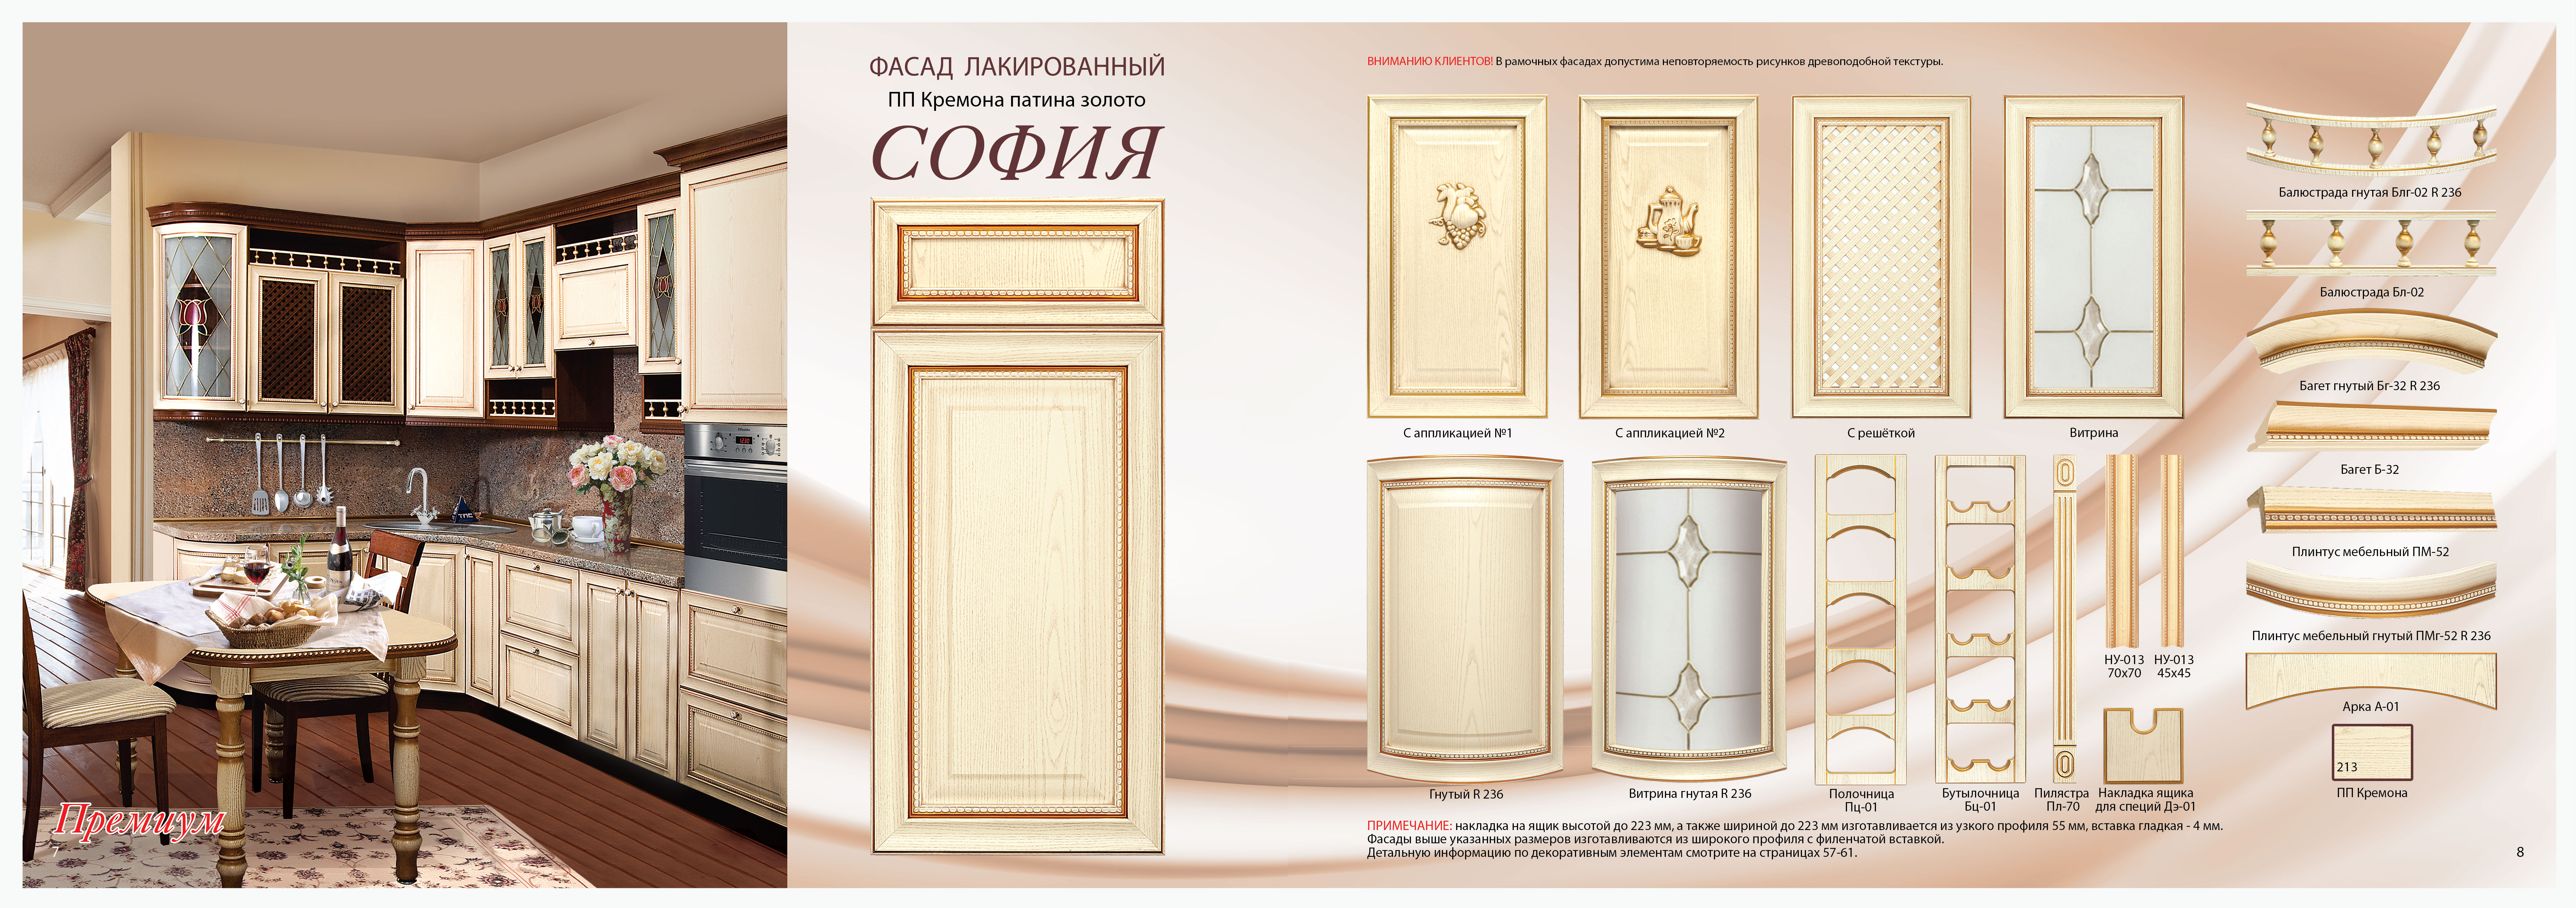 Премиум
7
ФАСАД ЛАКИРОВАННЫЙ
ПП Кремона патина золото
СОФИЯ
ВНИМАНИЮ КЛИЕНТОВ! В рамочных фасадах допустима неповторяемость рисунков древоподобной текстуры.
С аппликацией №1
С аппликацией №2
С решёткой
Витрина
Гнутый R 236
Витрина гнутая R 236
Полочница
Пц-01
Бутылочница
Бц-01
Пилястра
Пл-70
НУ-013
70х70
НУ-013
45х45
Накладка ящика
для специй Дэ-01
Балюстрада гнутая Блг-02 R 236
Балюстрада Бл-02
Багет гнутый Бг-32 R 236
Багет Б-32
Плинтус мебельный ПМ-52
Плинтус мебельный гнутый ПМг-52 R 236
Арка А-01
213
ПП Кремона
ПРИМЕЧАНИЕ: накладка на ящик высотой до 223 мм, а также шириной до 223 мм изготавливается из узкого профиля 55 мм, вставка гладкая - 4 мм.
Фасады выше указанных размеров изготавливаются из широкого профиля с филенчатой вставкой.
Детальную информацию по декоративным элементам смотрите на страницах 57-61.
8